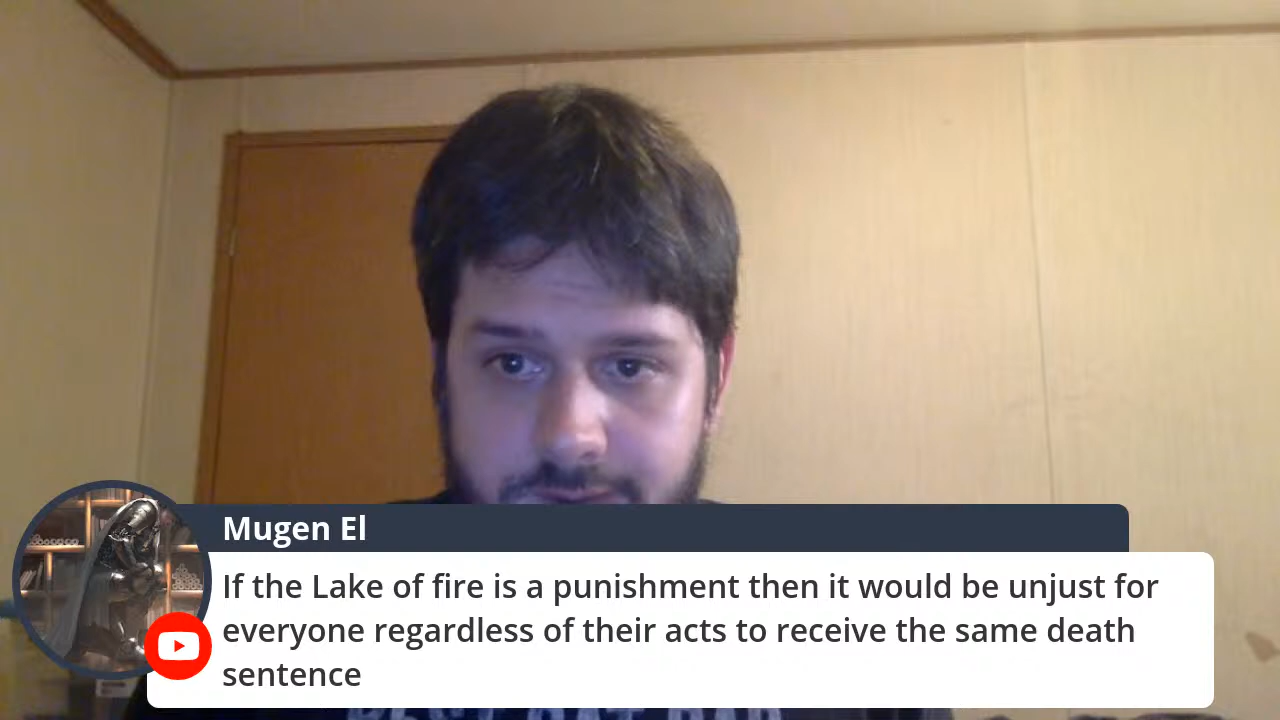 Mugen El
If the Lake of fire is a punishment then it would be unjust for
everyone regardless of their acts to receive the same death
sentence